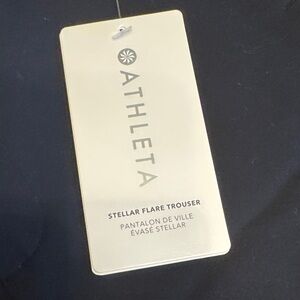 ATHLETA
STELLAR FLARE TROUSER
PANTALON DE VILLE
ÉVASÉ STELLAR